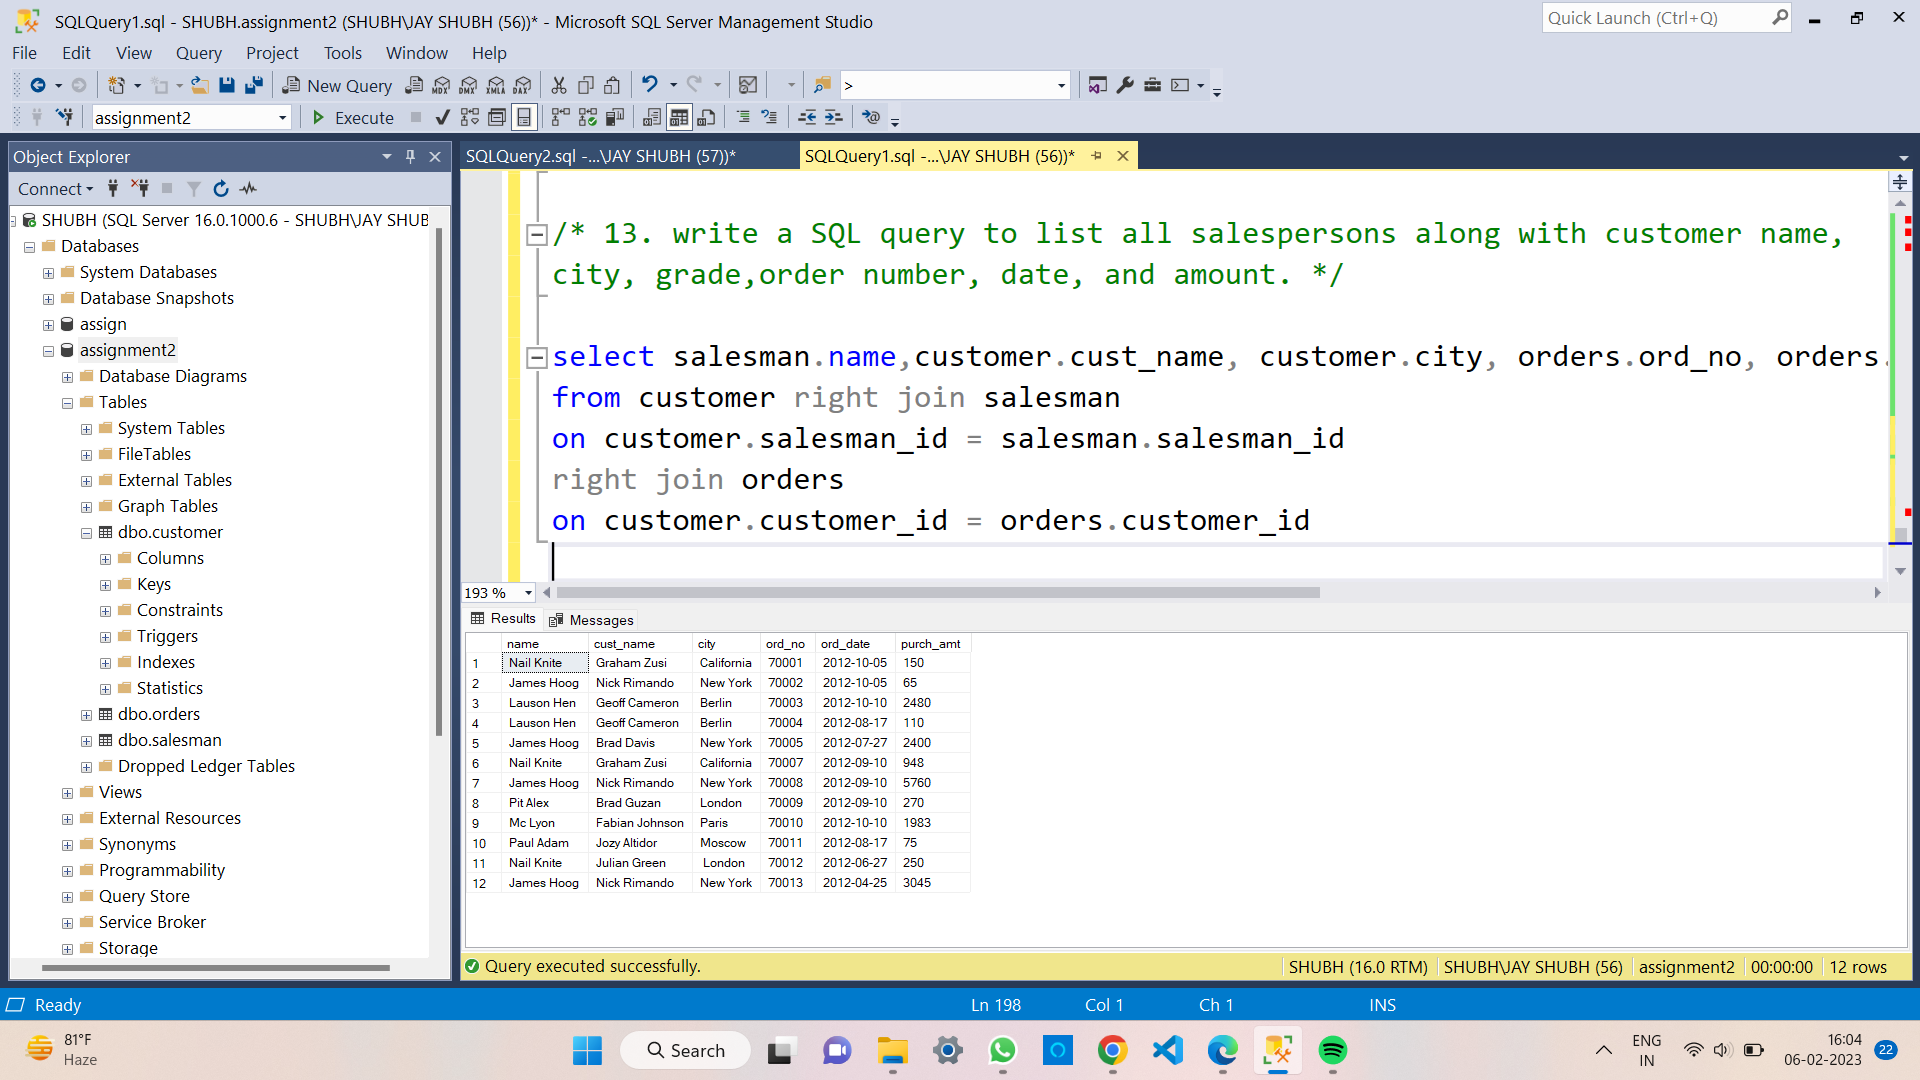 SQLQuery1.sql - SHUBH.assignment2 (SHUBH\JAY SHUBH (56))* - Microsoft SQL Server Management Studio
Quick Launch (Ctrl+Q)
File Edit View Query Project Tools Window Help
New Query MDX DMX XMLA DAX >
assignment2 Execute
Object Explorer
Connect
SHUBH (SQL Server 16.0.1000.6 - SHUBH\JAY SHUB
Databases
System Databases
Database Snapshots
assign
assignment2
Database Diagrams
Tables
System Tables
FileTables
External Tables
Graph Tables
dbo.customer
Columns
Keys
Constraints
Triggers
Indexes
Statistics
dbo.orders
dbo.salesman
Dropped Ledger Tables
Views
External Resources
Synonyms
Programmability
Query Store
Service Broker
Storage
SQLQuery2.sql -...\JAY SHUBH (57))* SQLQuery1.sql -...\JAY SHUBH (56))*
/* 13. write a SQL query to list all salespersons along with customer name,
city, grade,order number, date, and amount. */
select salesman.name,customer.cust_name, customer.city, orders.ord_no, orders.
from customer right join salesman
on customer.salesman_id = salesman.salesman_id
right join orders
on customer.customer_id = orders.customer_id
193 %
Results Messages
name cust_name city ord_no ord_date purch_amt
1 Nail Knite Graham Zusi California 70001 2012-10-05 150
2 James Hoog Nick Rimando New York 70002 2012-10-05 65
3 Lauson Hen Geoff Cameron Berlin 70003 2012-10-10 2480
4 Lauson Hen Geoff Cameron Berlin 70004 2012-08-17 110
5 James Hoog Brad Davis New York 70005 2012-07-27 2400
6 Nail Knite Graham Zusi California 70007 2012-09-10 948
7 James Hoog Nick Rimando New York 70008 2012-09-10 5760
8 Pit Alex Brad Guzan London 70009 2012-09-10 270
9 Mc Lyon Fabian Johnson Paris 70010 2012-10-10 1983
10 Paul Adam Jozy Altidor Moscow 70011 2012-08-17 75
11 Nail Knite Julian Green London 70012 2012-06-27 250
12 James Hoog Nick Rimando New York 70013 2012-04-25 3045
Query executed successfully. SHUBH (16.0 RTM) SHUBH\JAY SHUBH (56) assignment2 00:00:00 12 rows
Ready Ln 198 Col 1 Ch 1 INS
81°F
Haze
Search
ENG
IN
16:04
06-02-2023
22